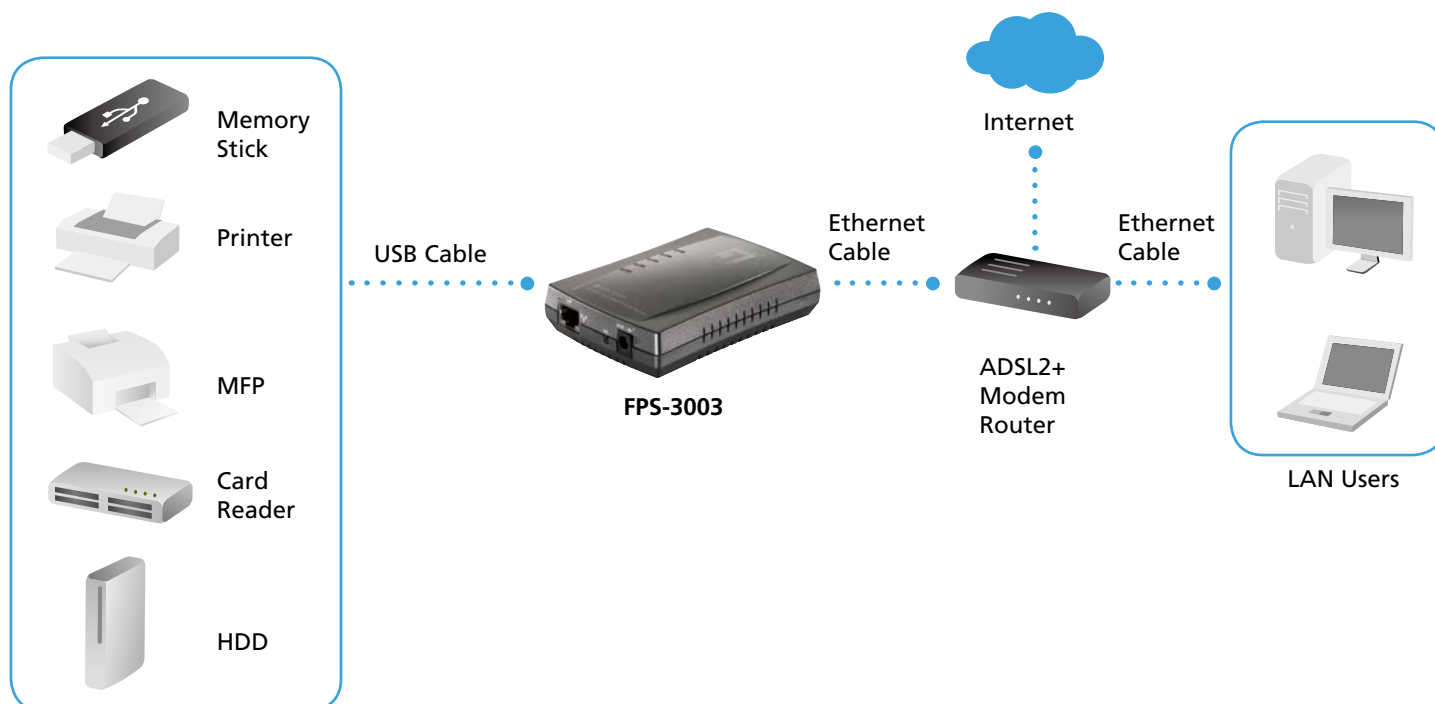 Memory
Stick
Printer
MFP
Card
Reader
HDD
USB Cable
FPS-3003
Ethernet
Cable
Internet
ADSL2+
Modem
Router
Ethernet
Cable
LAN Users